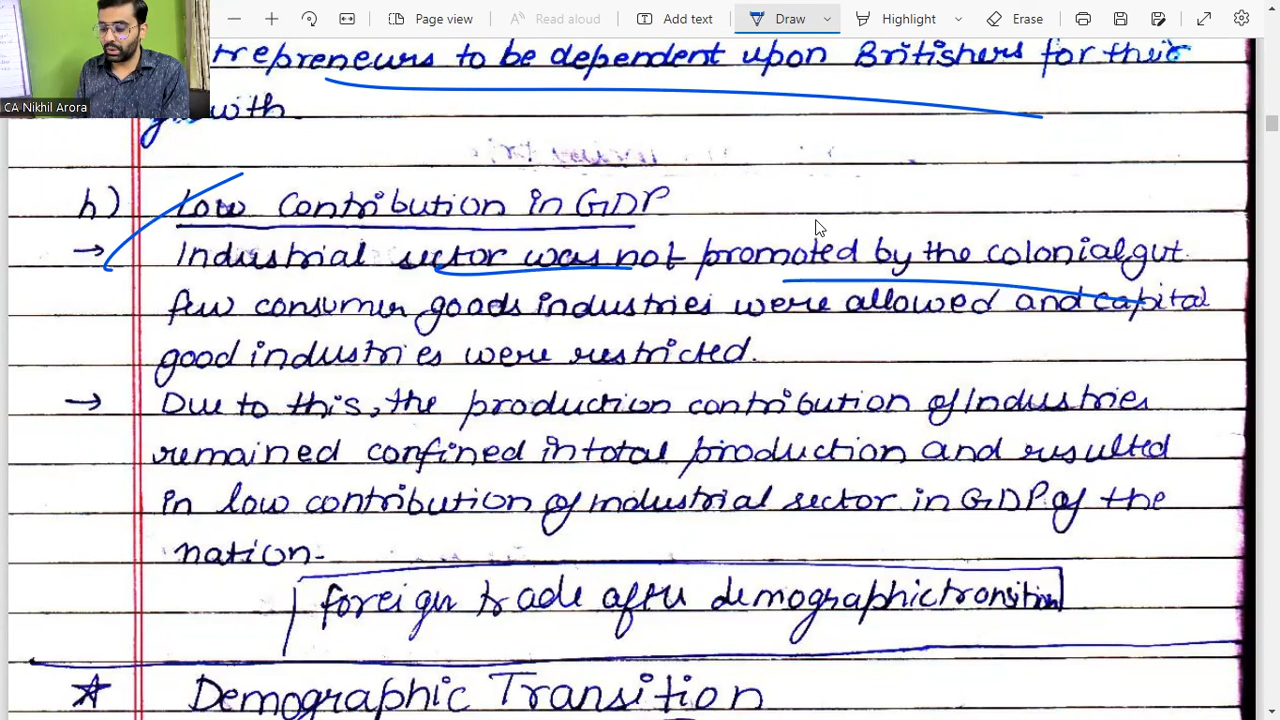 Page view
Read aloud
Add text
Draw
Highlight
Erase
CA Nikhil Arora
trepreneurs to be dependent upon Britishers for their
with
h) Low Contribution in GDP
→ Industrial sector was not promoted by the colonial gvt.
few consumer goods industries were allowed and capital
good industries were restricted.
→ Due to this, the production contribution of Industries
remained confined in total production and resulted
in low contribution of industrial sector in GDP of the
nation-
foreign trade after demographic transition
★ Demographic Transition